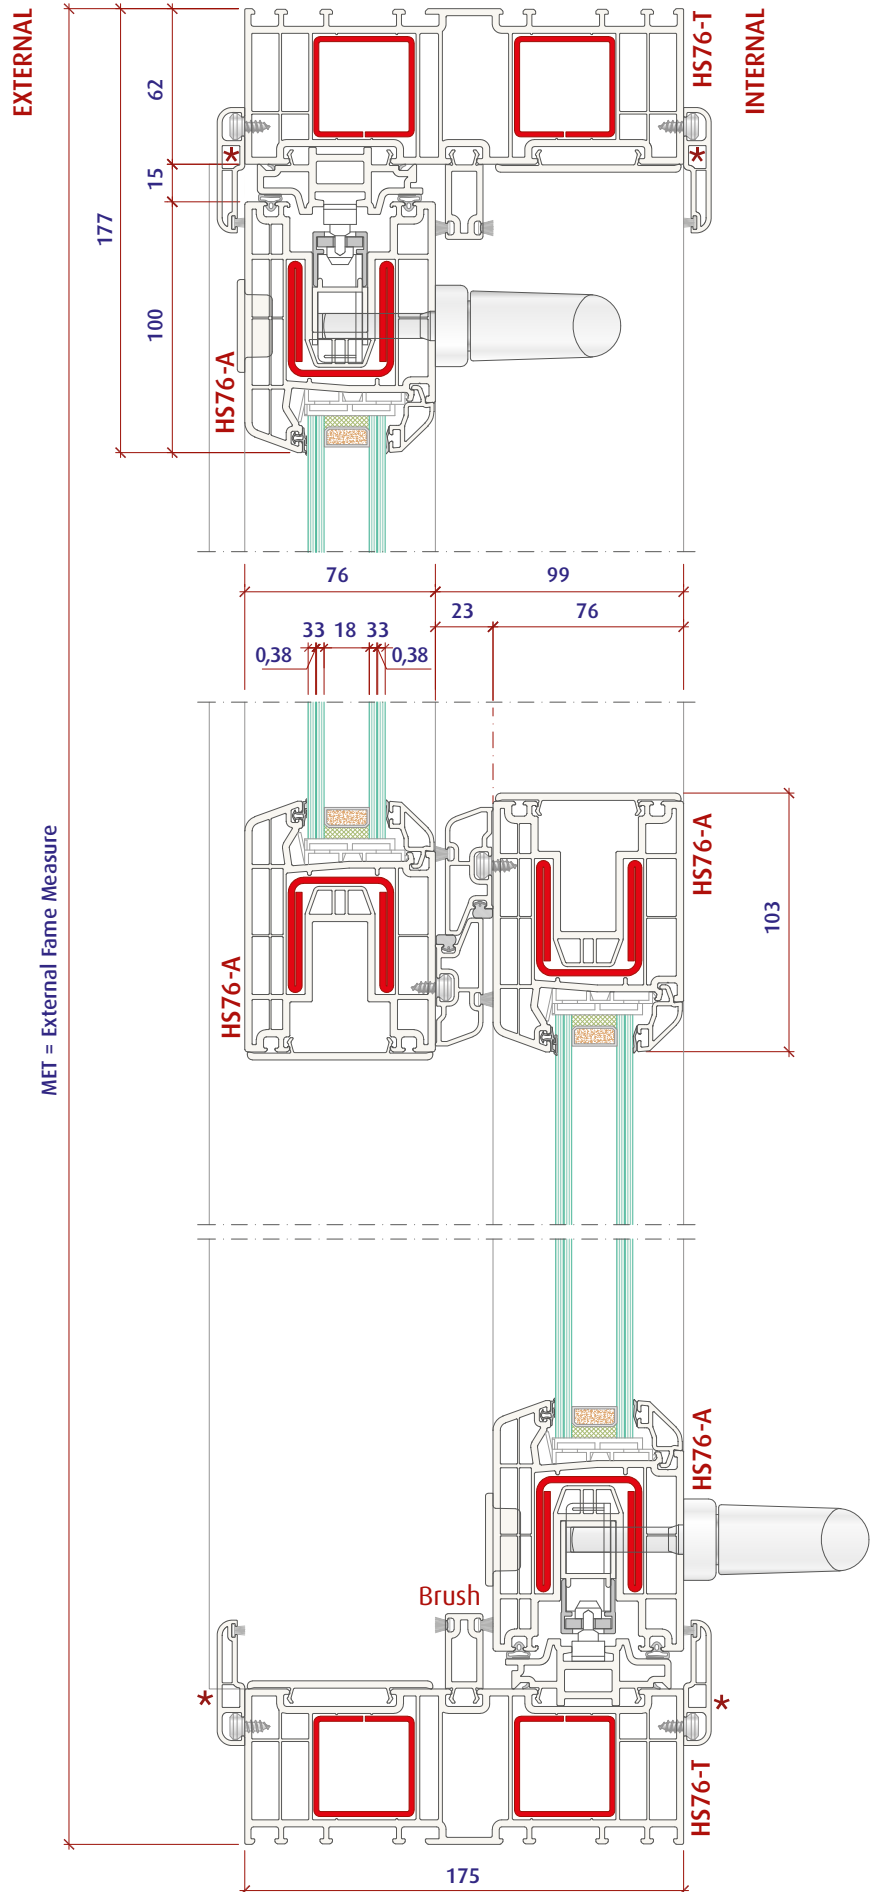 EXTERNAL
HS76-T
INTERNAL
62
*
*
15
177
100
HS76-A
76
99
23
76
33 18 33
0,38
0,38
HS76-A
MET = External Fame Measure
103
HS76-A
HS76-A
Brush
*
*
HS76-T
175